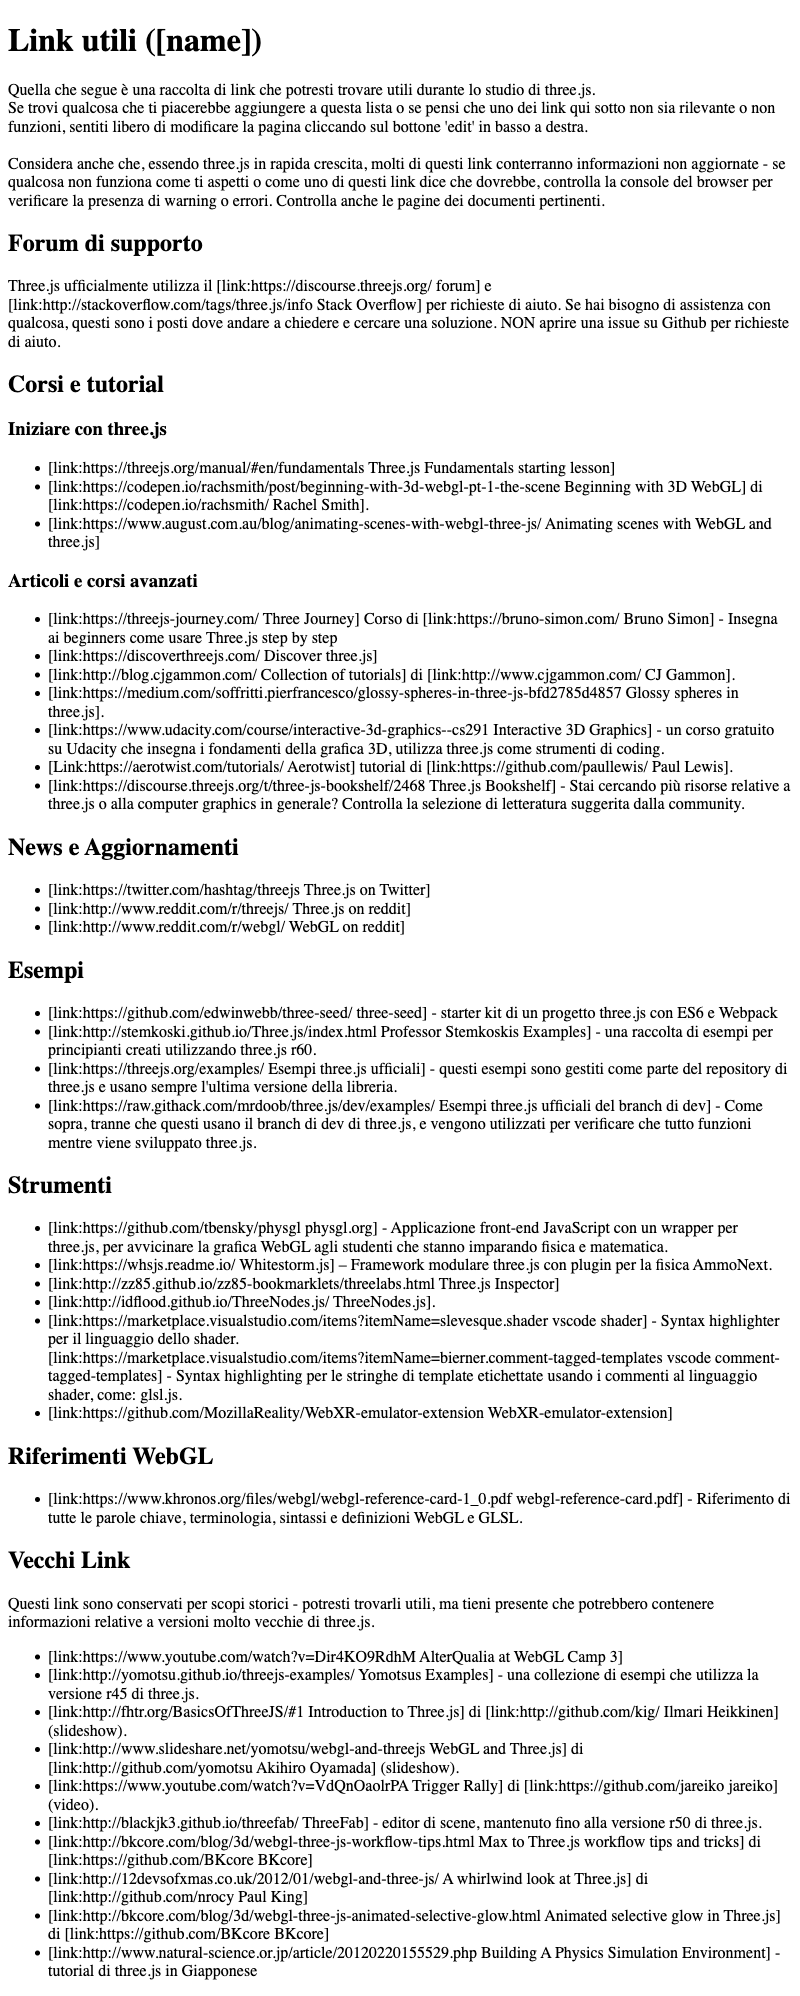 Link utili ([name])
Quella che segue è una raccolta di link che potresti trovare utili durante lo studio di three.js.
Se trovi qualcosa che ti piacerebbe aggiungere a questa lista o se pensi che uno dei link qui sotto non sia rilevante o non
funzioni, sentiti libero di modificare la pagina cliccando sul bottone 'edit' in basso a destra.
Considera anche che, essendo three.js in rapida crescita, molti di questi link conterranno informazioni non aggiornate - se
qualcosa non funziona come ti aspetti o come uno di questi link dice che dovrebbe, controlla la console del browser per
verificare la presenza di warning o errori. Controlla anche le pagine dei documenti pertinenti.
Forum di supporto
Three.js ufficialmente utilizza il [link:https://discourse.threejs.org/ forum] e
[link:http://stackoverflow.com/tags/three.js/info Stack Overflow] per richieste di aiuto. Se hai bisogno di assistenza con
qualcosa, questi sono i posti dove andare a chiedere e cercare una soluzione. NON aprire una issue su Github per richieste
di aiuto.
Corsi e tutorial
Iniziare con three.js
• [link:https://threejs.org/manual/#en/fundamentals Three.js Fundamentals starting lesson]
• [link:https://codepen.io/rachsmith/post/beginning-with-3d-webgl-pt-1-the-scene Beginning with 3D WebGL] di
[link:https://codepen.io/rachsmith/ Rachel Smith].
• [link:https://www.august.com.au/blog/animating-scenes-with-webgl-three-js/ Animating scenes with WebGL and
three.js]
Articoli e corsi avanzati
• [link:https://threejs-journey.com/ Three Journey] Corso di [link:https://bruno-simon.com/ Bruno Simon] - Insegna
ai beginners come usare Three.js step by step
• [link:https://discoverthreejs.com/ Discover three.js]
• [link:http://blog.cjgammon.com/ Collection of tutorials] di [link:http://www.cjgammon.com/ CJ Gammon].
• [link:https://medium.com/soffritti.pierfrancesco/glossy-spheres-in-three-js-bfd2785d4857 Glossy spheres in
three.js].
• [link:https://www.udacity.com/course/interactive-3d-graphics--cs291 Interactive 3D Graphics] - un corso gratuito
su Udacity che insegna i fondamenti della grafica 3D, utilizza three.js come strumenti di coding.
• [Link:https://aerotwist.com/tutorials/ Aerotwist] tutorial di [link:https://github.com/paullewis/ Paul Lewis].
• [link:https://discourse.threejs.org/t/three-js-bookshelf/2468 Three.js Bookshelf] - Stai cercando più risorse relative a
three.js o alla computer graphics in generale? Controlla la selezione di letteratura suggerita dalla community.
News e Aggiornamenti
• [link:https://twitter.com/hashtag/threejs Three.js on Twitter]
• [link:http://www.reddit.com/r/threejs/ Three.js on reddit]
• [link:http://www.reddit.com/r/webgl/ WebGL on reddit]
Esempi
• [link:https://github.com/edwinwebb/three-seed/ three-seed] - starter kit di un progetto three.js con ES6 e Webpack
• [link:http://stemkoski.github.io/Three.js/index.html Professor Stemkoskis Examples] - una raccolta di esempi per
principianti creati utilizzando three.js r60.
• [link:https://threejs.org/examples/ Esempi three.js ufficiali] - questi esempi sono gestiti come parte del repository di
three.js e usano sempre l'ultima versione della libreria.
• [link:https://raw.githack.com/mrdoob/three.js/dev/examples/ Esempi three.js ufficiali del branch di dev] - Come
sopra, tranne che questi usano il branch di dev di three.js, e vengono utilizzati per verificare che tutto funzioni
mentre viene sviluppato three.js.
Strumenti
• [link:https://github.com/tbensky/physgl physgl.org] - Applicazione front-end JavaScript con un wrapper per
three.js, per avvicinare la grafica WebGL agli studenti che stanno imparando fisica e matematica.
• [link:https://whsjs.readme.io/ Whitestorm.js] – Framework modulare three.js con plugin per la fisica AmmoNext.
• [link:http://zz85.github.io/zz85-bookmarklets/threelabs.html Three.js Inspector]
• [link:http://idflood.github.io/ThreeNodes.js/ ThreeNodes.js].
• [link:https://marketplace.visualstudio.com/items?itemName=slevesque.shader vscode shader] - Syntax highlighter
per il linguaggio dello shader.
[link:https://marketplace.visualstudio.com/items?itemName=bierner.comment-tagged-templates vscode comment-
tagged-templates] - Syntax highlighting per le stringhe di template etichettate usando i commenti al linguaggio
shader, come: glsl.js.
• [link:https://github.com/MozillaReality/WebXR-emulator-extension WebXR-emulator-extension]
Riferimenti WebGL
• [link:https://www.khronos.org/files/webgl/webgl-reference-card-1_0.pdf webgl-reference-card.pdf] - Riferimento di
tutte le parole chiave, terminologia, sintassi e definizioni WebGL e GLSL.
Vecchi Link
Questi link sono conservati per scopi storici - potresti trovarli utili, ma tieni presente che potrebbero contenere
informazioni relative a versioni molto vecchie di three.js.
• [link:https://www.youtube.com/watch?v=Dir4KO9RdhM AlterQualia at WebGL Camp 3]
• [link:http://yomotsu.github.io/threejs-examples/ Yomotsus Examples] - una collezione di esempi che utilizza la
versione r45 di three.js.
• [link:http://fhtr.org/BasicsOfThreeJS/#1 Introduction to Three.js] di [link:http://github.com/kig/ Ilmari Heikkinen]
(slideshow).
• [link:http://www.slideshare.net/yomotsu/webgl-and-threejs WebGL and Three.js] di
[link:http://github.com/yomotsu Akihiro Oyamada] (slideshow).
• [link:https://www.youtube.com/watch?v=VdQnOaolrPA Trigger Rally] di [link:https://github.com/jareiko jareiko]
(video).
• [link:http://blackjk3.github.io/threefab/ ThreeFab] - editor di scene, mantenuto fino alla versione r50 di three.js.
• [link:http://bkcore.com/blog/3d/webgl-three-js-workflow-tips.html Max to Three.js workflow tips and tricks] di
[link:https://github.com/BKcore BKcore]
• [link:http://12devsofxmas.co.uk/2012/01/webgl-and-three-js/ A whirlwind look at Three.js] di
[link:http://github.com/nrocy Paul King]
• [link:http://bkcore.com/blog/3d/webgl-three-js-animated-selective-glow.html Animated selective glow in Three.js]
di [link:https://github.com/BKcore BKcore]
• [link:http://www.natural-science.or.jp/article/20120220155529.php Building A Physics Simulation Environment] -
tutorial di three.js in Giapponese